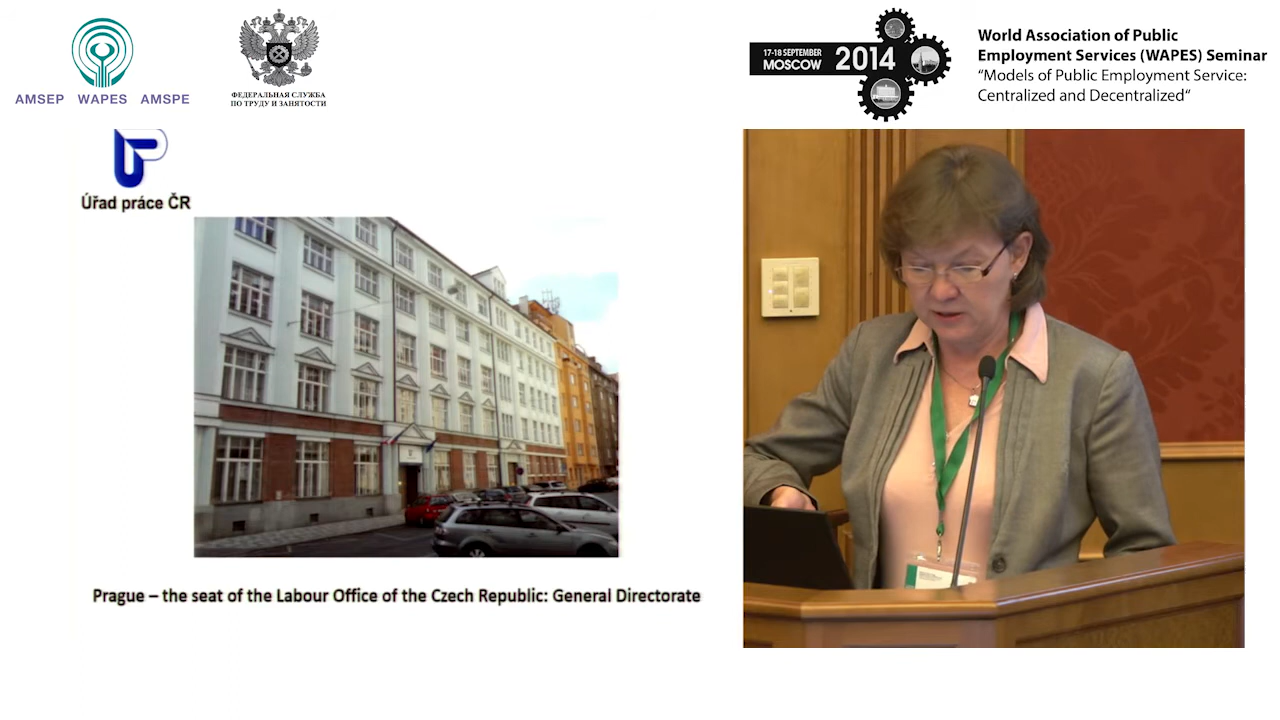 AMSEP WAPES AMSPE
ФЕДЕРАЛЬНАЯ СЛУЖБА
ПО ТРУДУ И ЗАНЯТОСТИ
17-18 SEPTEMBER
MOSCOW
2014
World Association of Public
Employment Services (WAPES) Seminar
“Models of Public Employment Service:
Centralized and Decentralized“
Úřad práce ČR
Prague – the seat of the Labour Office of the Czech Republic: General Directorate